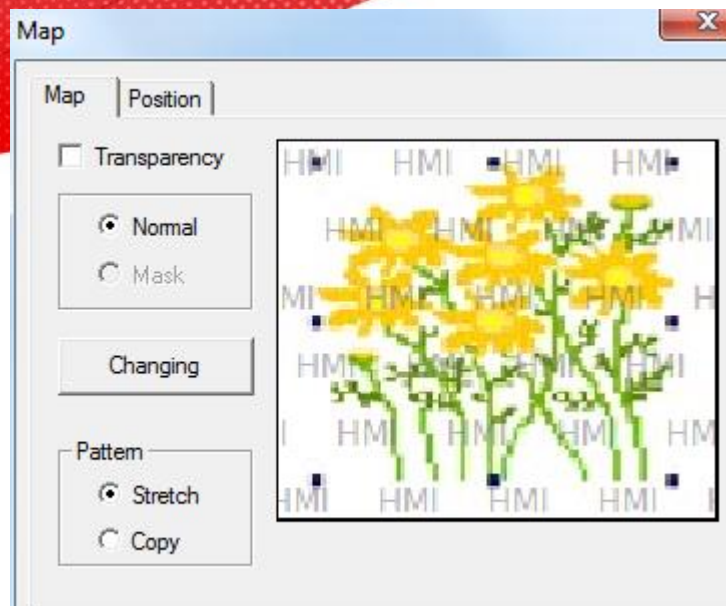 Map
X
Map Position
Transparency
Normal
Mask
Changing
Pattern
Stretch
Copy
HMI HMI HMI HMI
HMI HMI HMI HMI
MI HMI HMI HMI HMI
HMI HMI HMI HMI
HMI HMI HMI HM
HMI HMI HMI HMI